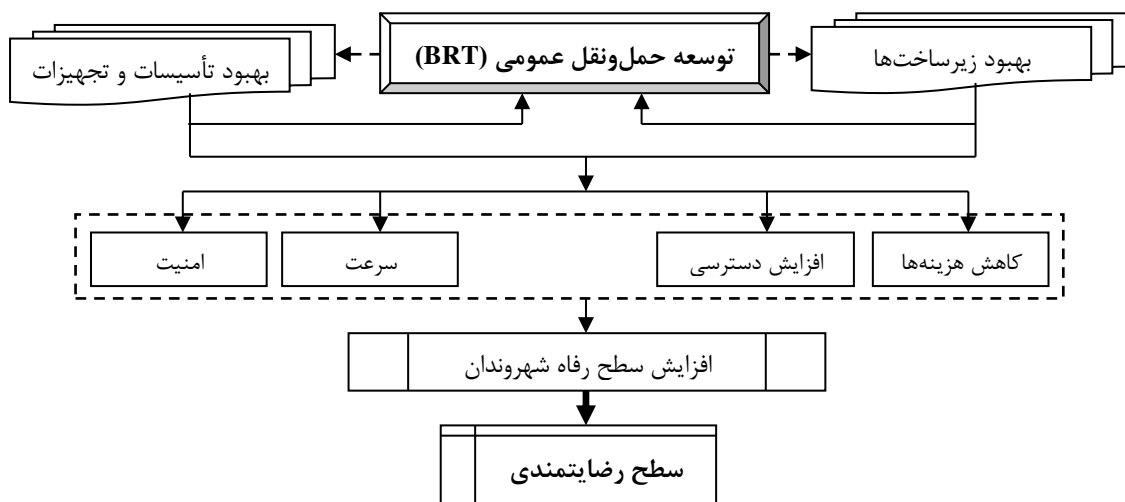 توسعه حمل‌ونقل عمومی (BRT)
بهبود زیرساخت‌ها
بهبود تأسیسات و تجهیزات
کاهش هزینه‌ها
افزایش دسترسی
سرعت
امنیت
افزایش سطح رفاه شهروندان
سطح رضایتمندی